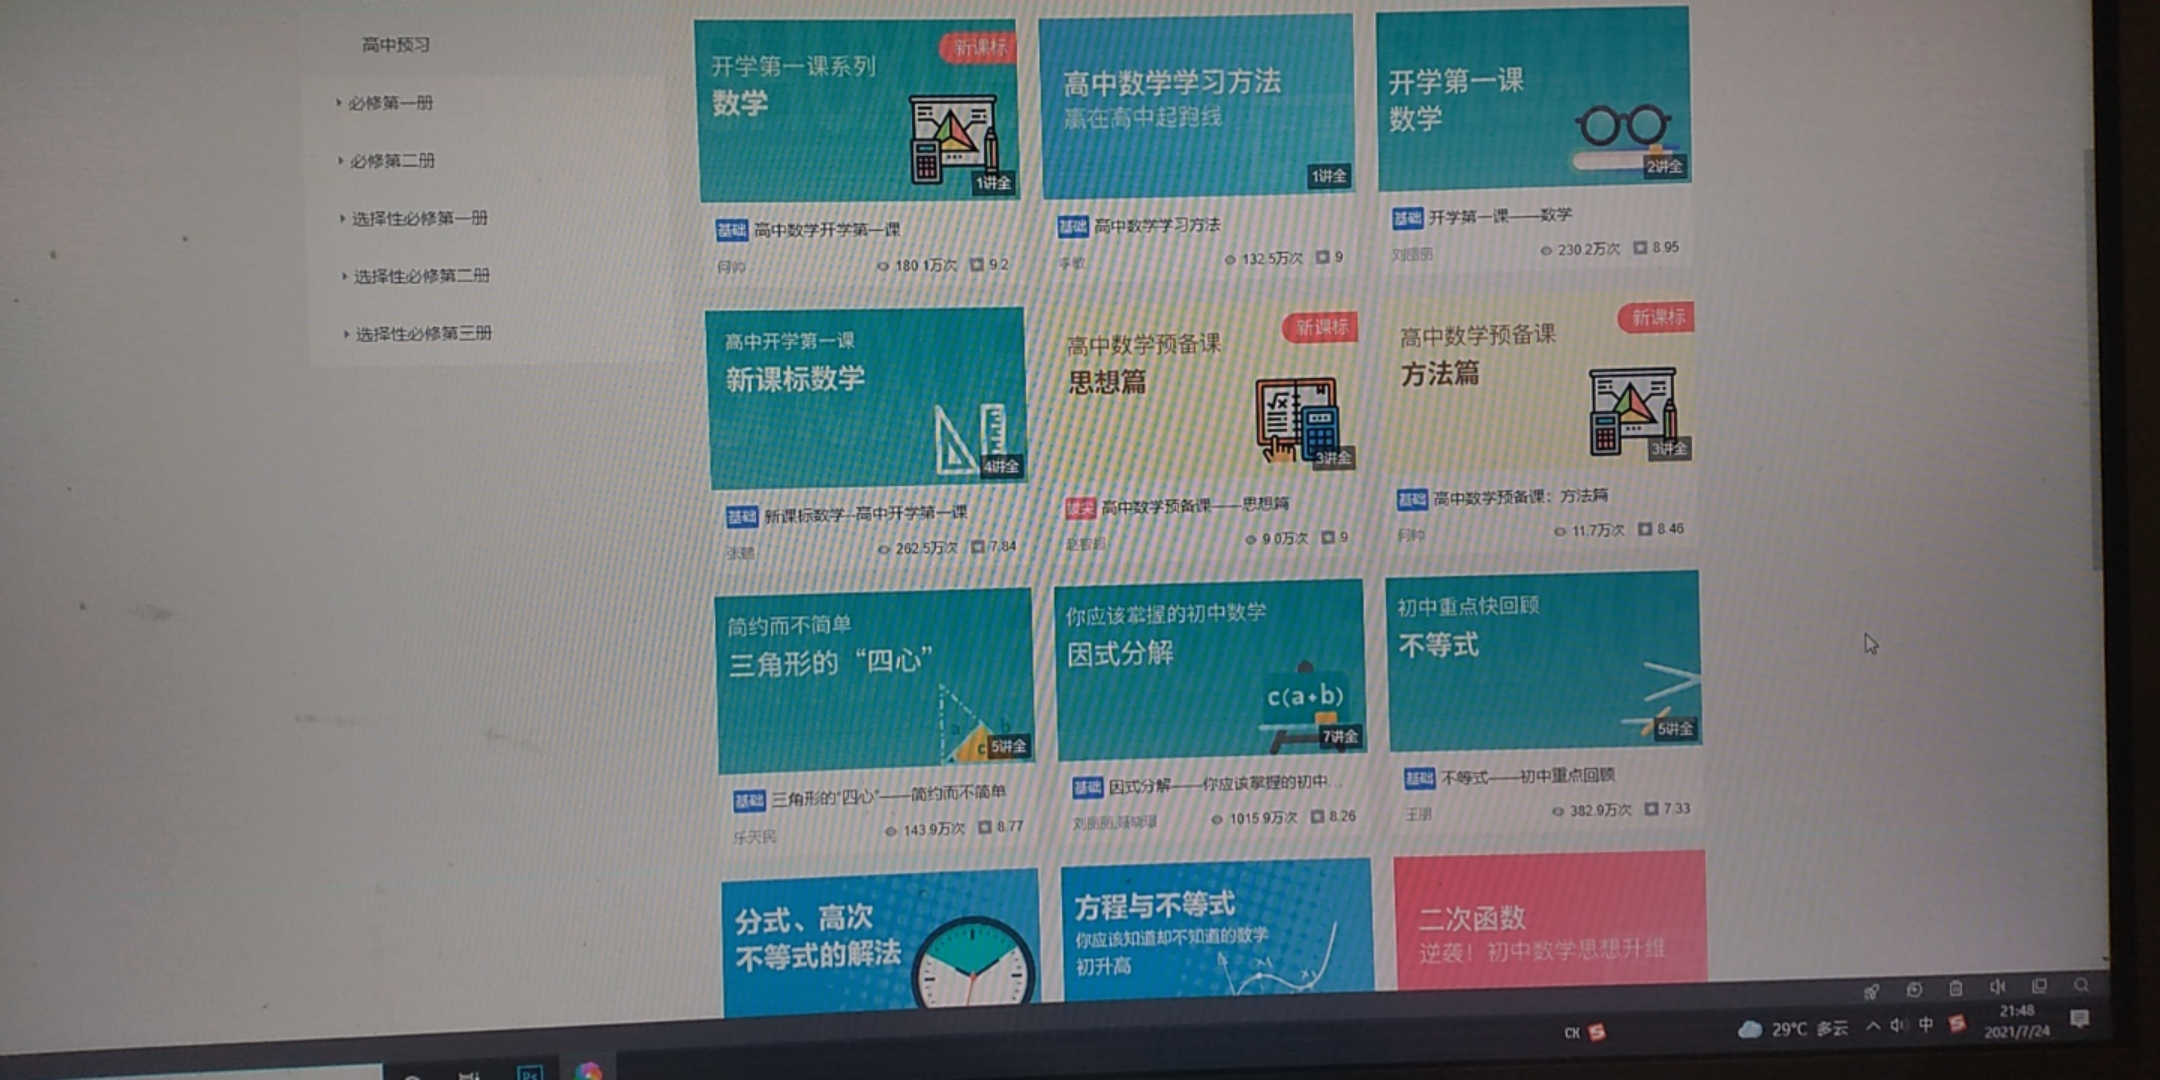 高中预习
必修第一册
必修第二册
选择性必修第一册
选择性必修第二册
选择性必修第三册
开学第一课系列
新课标
数学
1讲全
基础 高中数学开学第一课
何帅
180.1万次 9.2
高中数学学习方法
赢在高中起跑线
1讲全
基础 高中数学学习方法
李敏
132.5万次 9
开学第一课
数学
2讲全
基础 开学第一课——数学
刘丽丽
230.2万次 8.95
高中开学第一课
新课标数学
4讲全
基础 新课标数学--高中开学第一课
张鹤
262.5万次 7.84
新课标
高中数学预备课
思想篇
3讲全
拔尖 高中数学预备课——思想篇
赵智超
9.0万次 9
新课标
高中数学预备课
方法篇
3讲全
基础 高中数学预备课：方法篇
何帅
11.7万次 8.46
简约而不简单
三角形的“四心”
a b
c
5讲全
基础 三角形的“四心”——简约而不简单
乐天民
143.9万次 8.77
你应该掌握的初中数学
因式分解
c(a+b)
7讲全
基础 因式分解——你应该掌握的初中...
刘丽丽,
1015.9万次 8.26
初中重点快回顾
不等式
5讲全
基础 不等式——初中重点回顾
王朋
382.9万次 7.33
分式、高次
不等式的解法
方程与不等式
你应该知道却不知道的数学
初升高
二次函数
逆袭！初中数学思想升维
CK
29°C 多云
中
21:48
2021/7/24
Ps